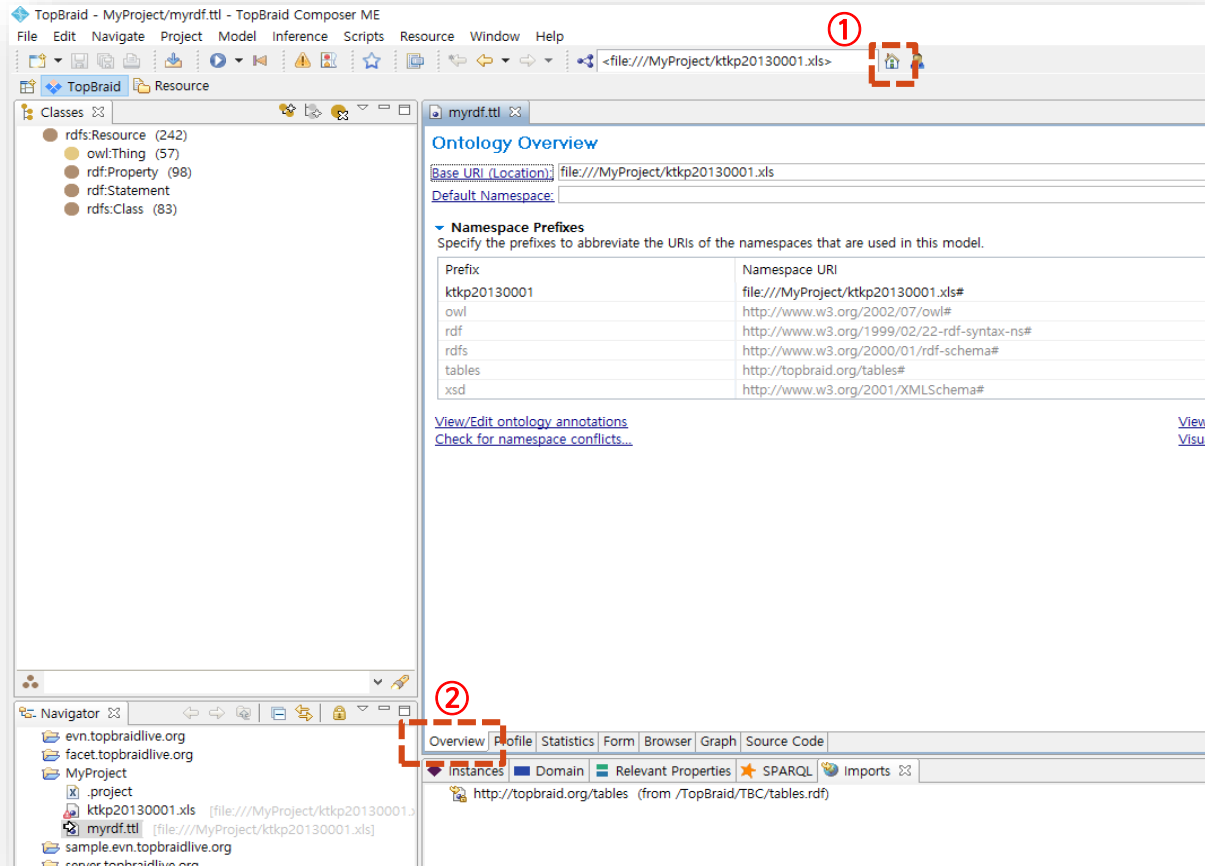 TopBraid - MyProject/myrdf.ttl - TopBraid Composer ME
File Edit Navigate Project Model Inference Scripts Resource Window Help
①
<file:///MyProject/ktkp20130001.xls>
TopBraid Resource
Classes
rdfs:Resource (242)
owl:Thing (57)
rdf:Property (98)
rdf:Statement
rdfs:Class (83)
myrdf.ttl
Ontology Overview
Base URI (Location): file:///MyProject/ktkp20130001.xls
Default Namespace:
Namespace Prefixes
Specify the prefixes to abbreviate the URIs of the namespaces that are used in this model.
Prefix Namespace URI
ktkp20130001 file:///MyProject/ktkp20130001.xls#
owl http://www.w3.org/2002/07/owl#
rdf http://www.w3.org/1999/02/22-rdf-syntax-ns#
rdfs http://www.w3.org/2000/01/rdf-schema#
tables http://topbraid.org/tables#
xsd http://www.w3.org/2001/XMLSchema#
View/Edit ontology annotations View
Check for namespace conflicts... Visu
②
Overview Profile Statistics Form Browser Graph Source Code
Navigator
evn.topbraidlive.org
facet.topbraidlive.org
MyProject
.project
ktkp20130001.xls [file:///MyProject/ktkp20130001.
myrdf.ttl [file:///MyProject/ktkp20130001.xls]
sample.evn.topbraidlive.org
server.topbraidlive.org
Instances Domain Relevant Properties SPARQL Imports
http://topbraid.org/tables (from /TopBraid/TBC/tables.rdf)